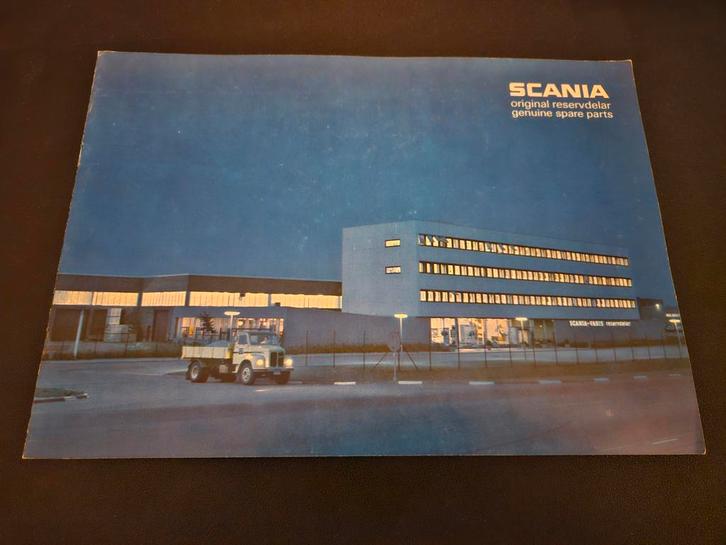 SCANIA
original reservdelar
genuine spare parts
SCANIA-VABIS reservdelar